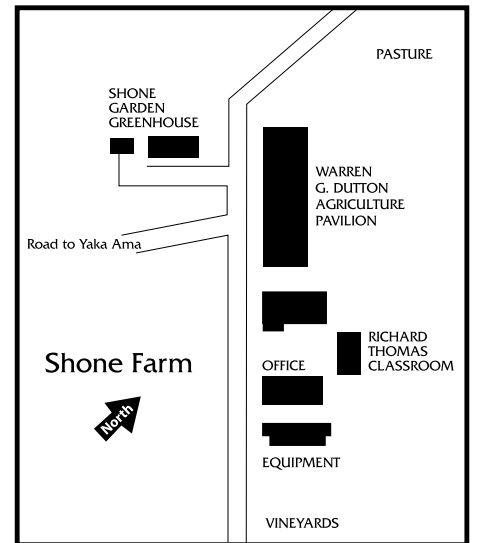 PASTURE
SHONE
GARDEN
GREENHOUSE
WARREN
G. DUTTON
AGRICULTURE
PAVILION
Road to Yaka Ama
RICHARD
THOMAS
CLASSROOM
OFFICE
Shone Farm
North
EQUIPMENT
VINEYARDS